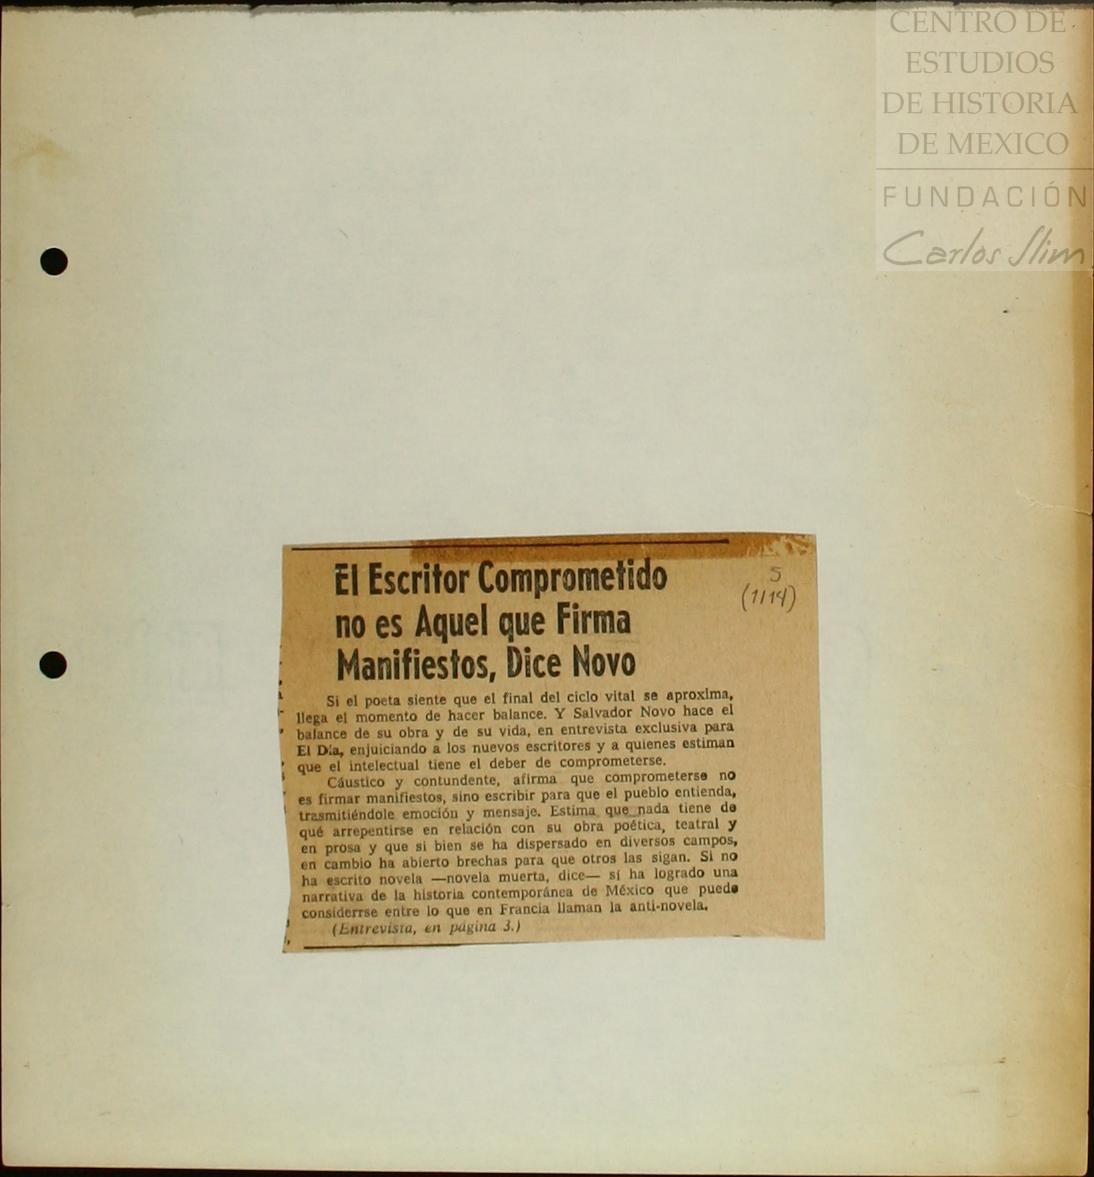 CENTRO DE
ESTUDIOS
DE HISTORIA
DE MEXICO
FUNDACIÓN
Carlos Slim
El Escritor Comprometido
no es Aquel que Firma
Manifiestos, Dice Novo
5
(1/14)
Si el poeta siente que el final del ciclo vital se aproxima,
llega el momento de hacer balance. Y Salvador Novo hace el
balance de su obra y de su vida, en entrevista exclusiva para
El Día, enjuiciando a los nuevos escritores y a quienes estiman
que el intelectual tiene el deber de comprometerse.
Cáustico y contundente, afirma que comprometerse no
es firmar manifiestos, sino escribir para que el pueblo entienda,
trasmitiéndole emoción y mensaje. Estima que nada tiene de
qué arrepentirse en relación con su obra poética, teatral y
en prosa y que si bien se ha dispersado en diversos campos,
en cambio ha abierto brechas para que otros las sigan. Si no
ha escrito novela —novela muerta, dice— sí ha logrado una
narrativa de la historia contemporánea de México que puede
considerrse entre lo que en Francia llaman la anti-novela.
(Entrevista, en página 3.)